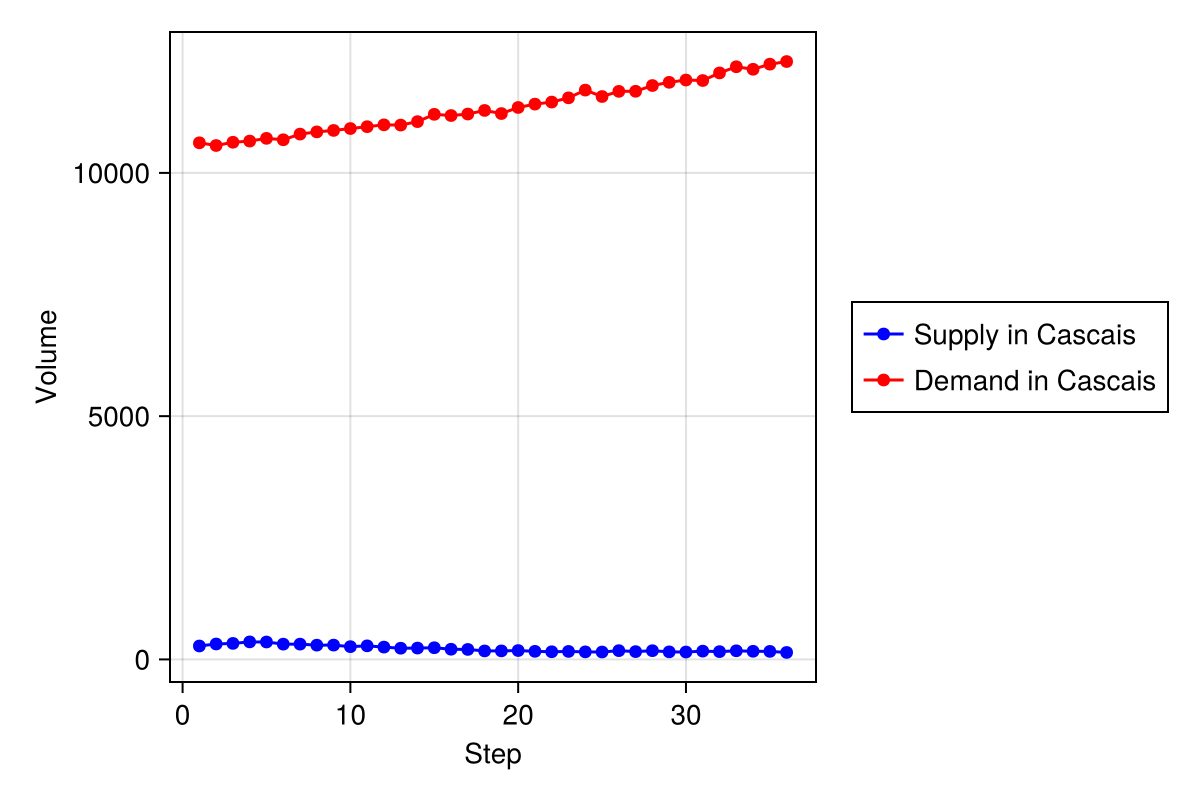 10000
5000
0
Volume
0 10 20 30
Step
Supply in Cascais
Demand in Cascais